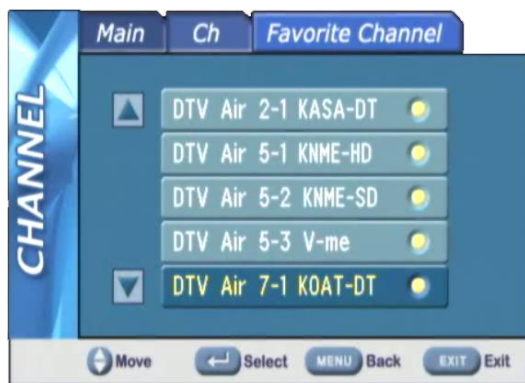 Main Ch Favorite Channel
CHANNEL
DTV Air 2-1 KASA-DT
DTV Air 5-1 KNME-HD
DTV Air 5-2 KNME-SD
DTV Air 5-3 V-me
DTV Air 7-1 KOAT-DT
Move Select MENU Back EXIT Exit